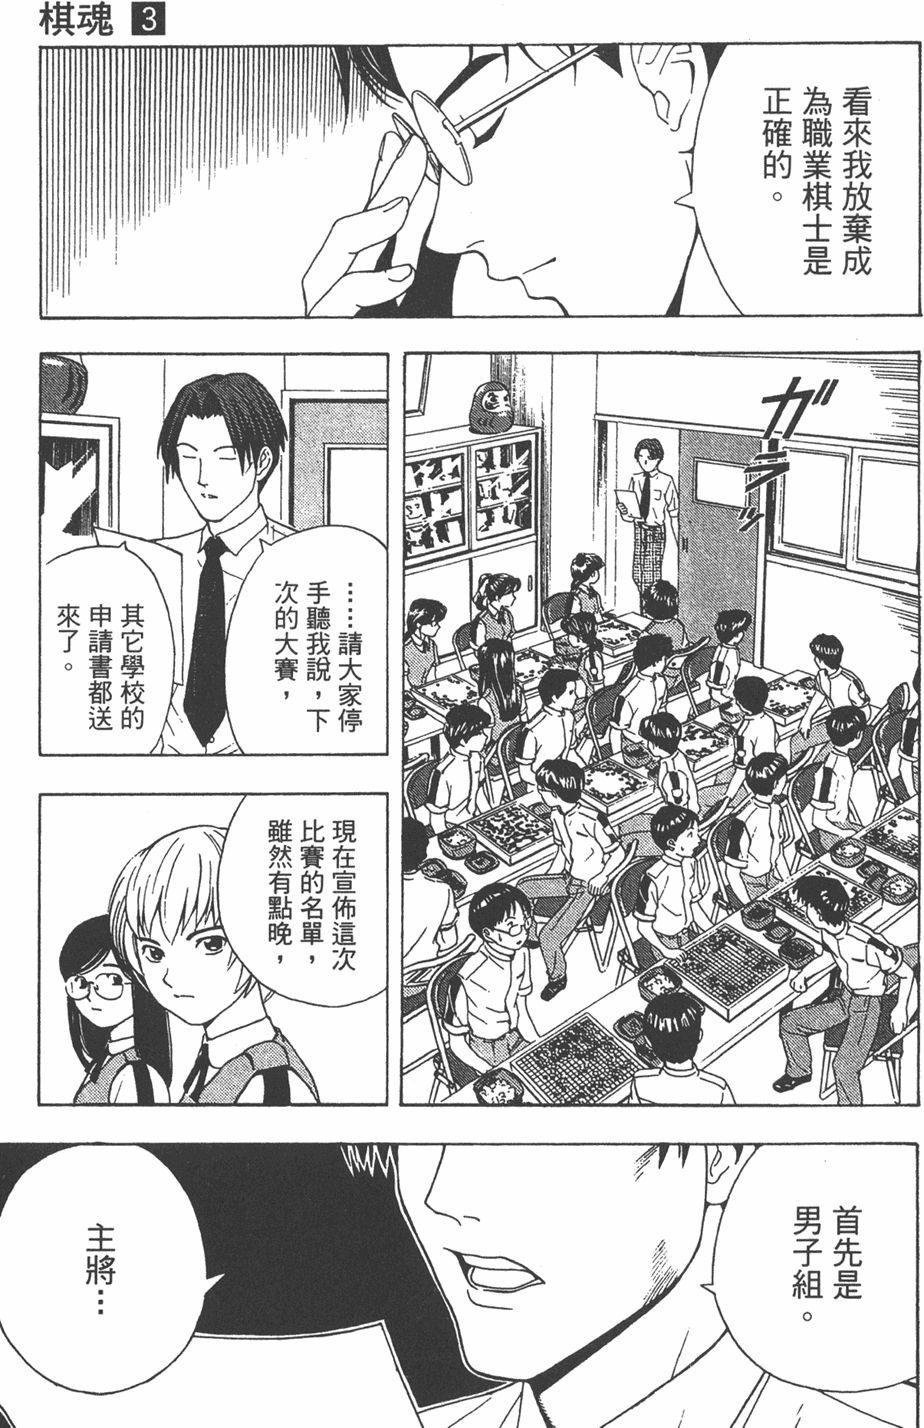 棋魂 3
看來我放棄成
為職業棋士是
正確的。
ガラッ
……請大家停
手聽我說，下
次的大賽，
其它學校的
申請書都送
來了。
現在宣佈這次
比賽的名單，
雖然有點晚，
首先是
男子組。
主將…